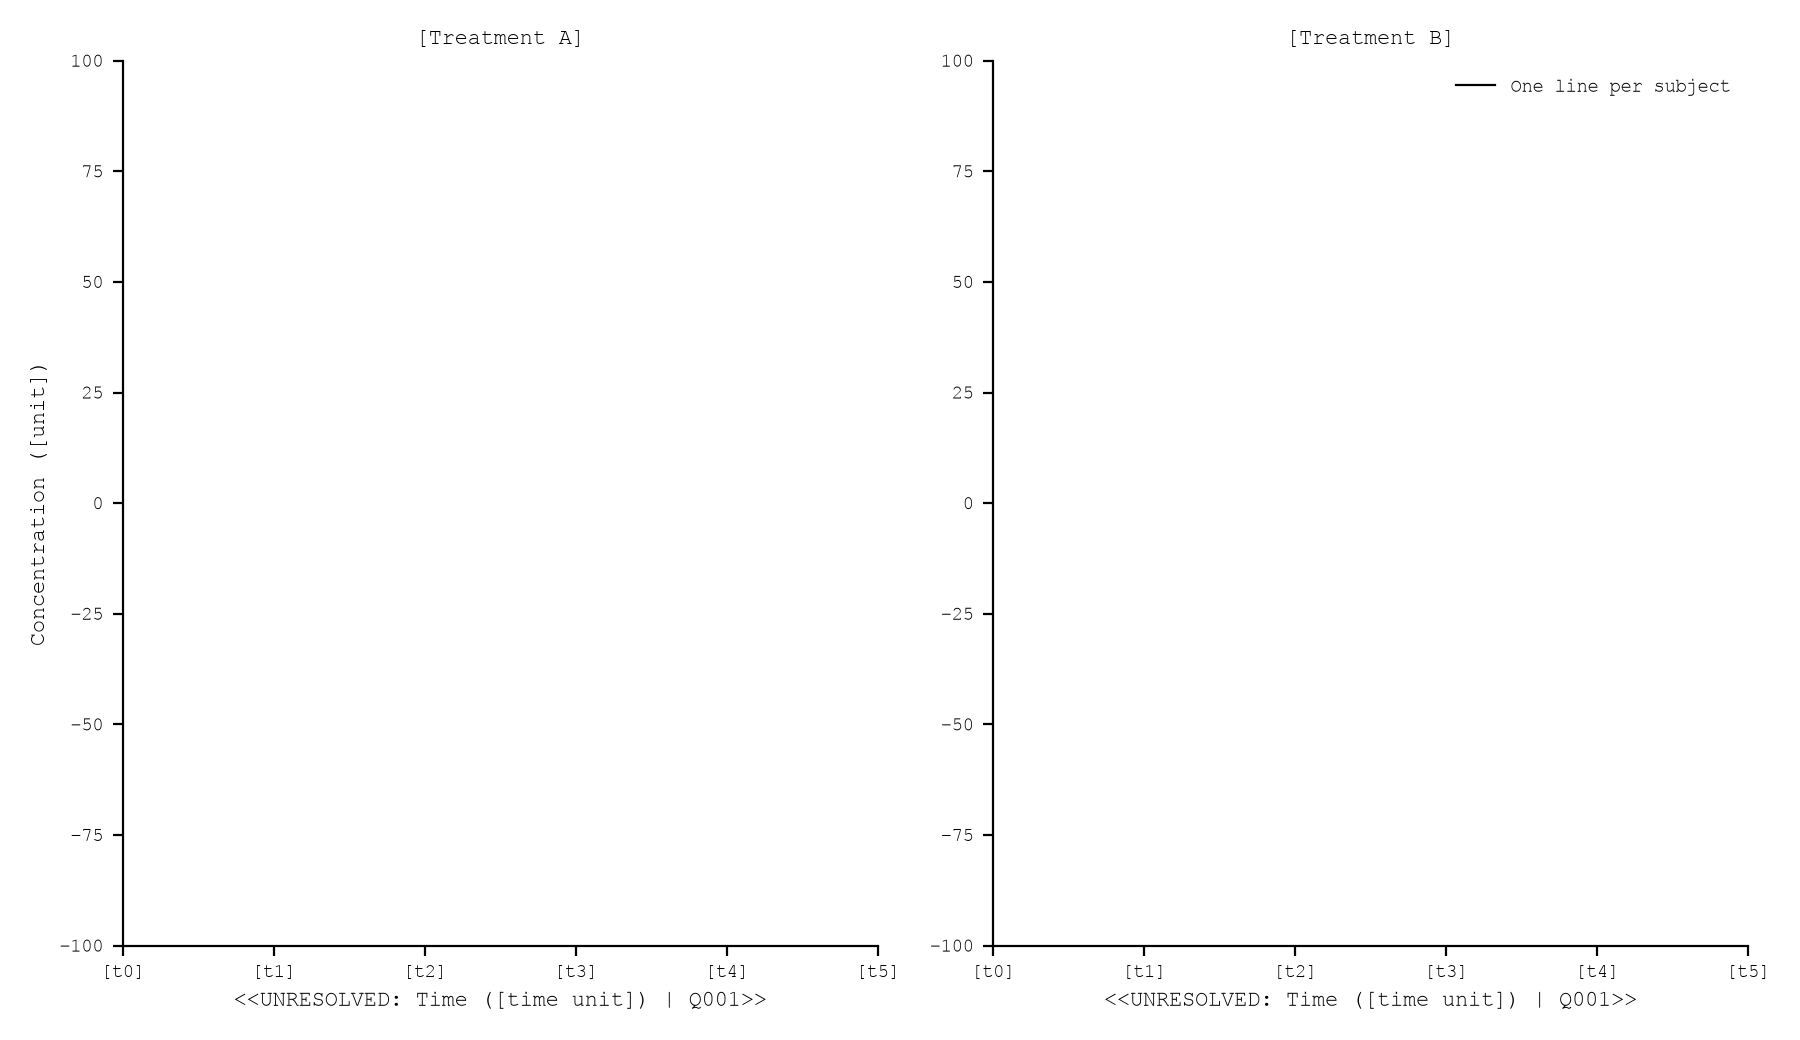 [Treatment A]
100
75
50
25
0
−25
−50
−75
−100
Concentration ([unit])
[t0] [t1] [t2] [t3] [t4] [t5]
<<UNRESOLVED: Time ([time unit]) | Q001>>
[Treatment B]
One line per subject
100
75
50
25
0
−25
−50
−75
−100
[t0] [t1] [t2] [t3] [t4] [t5]
<<UNRESOLVED: Time ([time unit]) | Q001>>